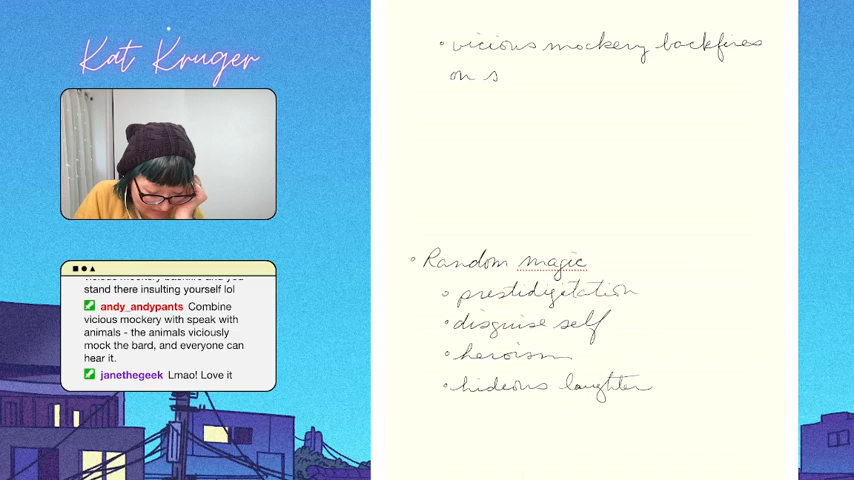 Kat Kruger
vicious mockery backfires
on s
stand there insulting yourself lol
andy_andypants Combine
vicious mockery with speak with
animals - the animals viciously
mock the bard, and everyone can
hear it.
janethegeek Lmao! Love it
Random magic
prestidigitation
disguise self
heroism
hideous laughter